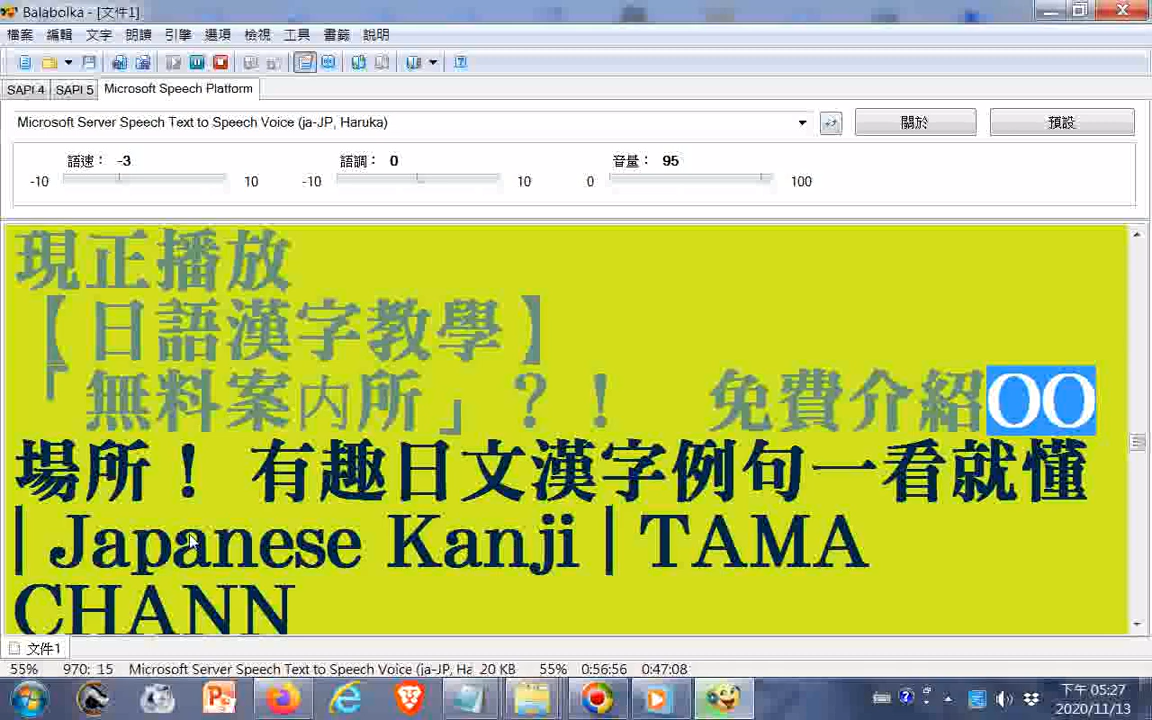 Balabolka - [文件1]
檔案 編輯 文字 朗讀 引擎 選項 檢視 工具 書籤 說明
SAPI 4 SAPI 5 Microsoft Speech Platform
Microsoft Server Speech Text to Speech Voice (ja-JP, Haruka) 關於 預設
語速： -3 語調： 0 音量： 95
-10 10 -10 10 0 100
現正播放
【日語漢字教學】
「無料案內所」？！ 免費介紹OO
場所！ 有趣日文漢字例句一看就懂
| Japanese Kanji | TAMA
CHANN
文件1
55% 970: 15 Microsoft Server Speech Text to Speech Voice (ja-JP, Ha 20 KB 55% 0:56:56 0:47:08
下午 05:27
2020/11/13